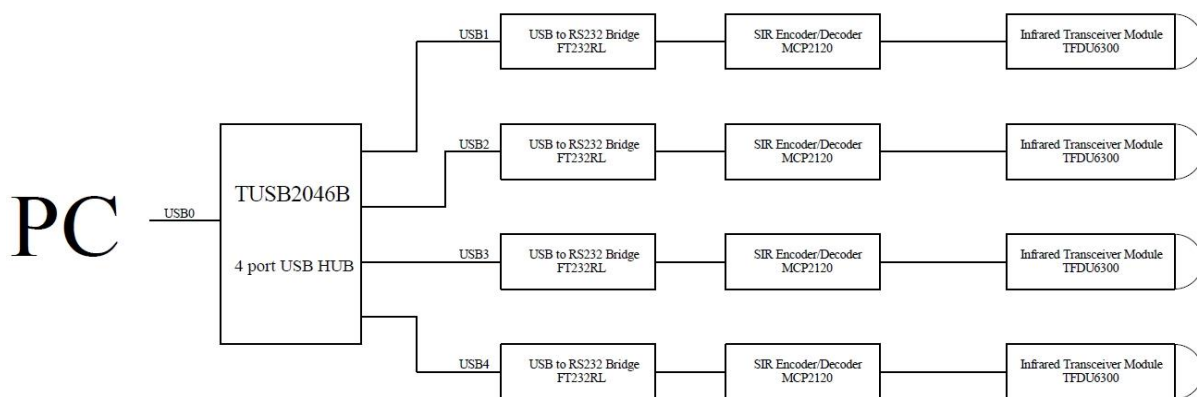 USB1
USB to RS232 Bridge
FT232RL
SIR Encoder/Decoder
MCP2120
Infrared Transceiver Module
TFDU6300
USB2
USB to RS232 Bridge
FT232RL
SIR Encoder/Decoder
MCP2120
Infrared Transceiver Module
TFDU6300
PC
USB0
TUSB2046B
4 port USB HUB
USB3
USB to RS232 Bridge
FT232RL
SIR Encoder/Decoder
MCP2120
Infrared Transceiver Module
TFDU6300
USB4
USB to RS232 Bridge
FT232RL
SIR Encoder/Decoder
MCP2120
Infrared Transceiver Module
TFDU6300